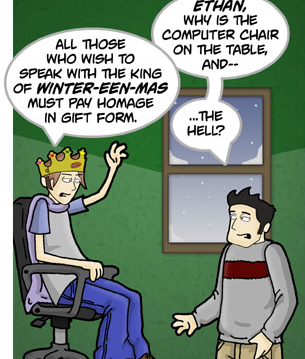 ETHAN,
WHY IS THE
COMPUTER CHAIR
ON THE TABLE,
AND--
ALL THOSE
WHO WISH TO
SPEAK WITH THE KING
OF WINTER-EEN-MAS
MUST PAY HOMAGE
IN GIFT FORM.
...THE
HELL?